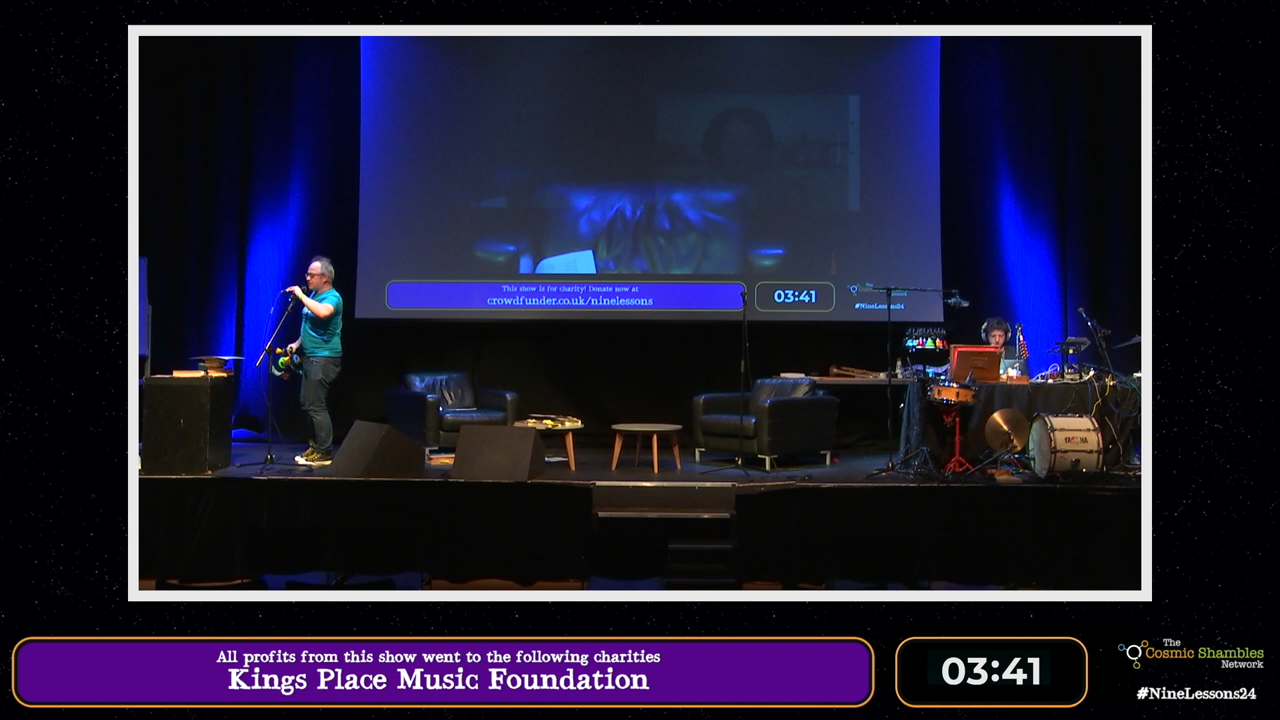 This show is for charity! Donate now at
crowdfunder.co.uk/ninelessons
03:41
#NineLessons24
YAMAHA
All profits from this show went to the following charities
Kings Place Music Foundation
03:41
The
Cosmic Shambles
Network
#NineLessons24